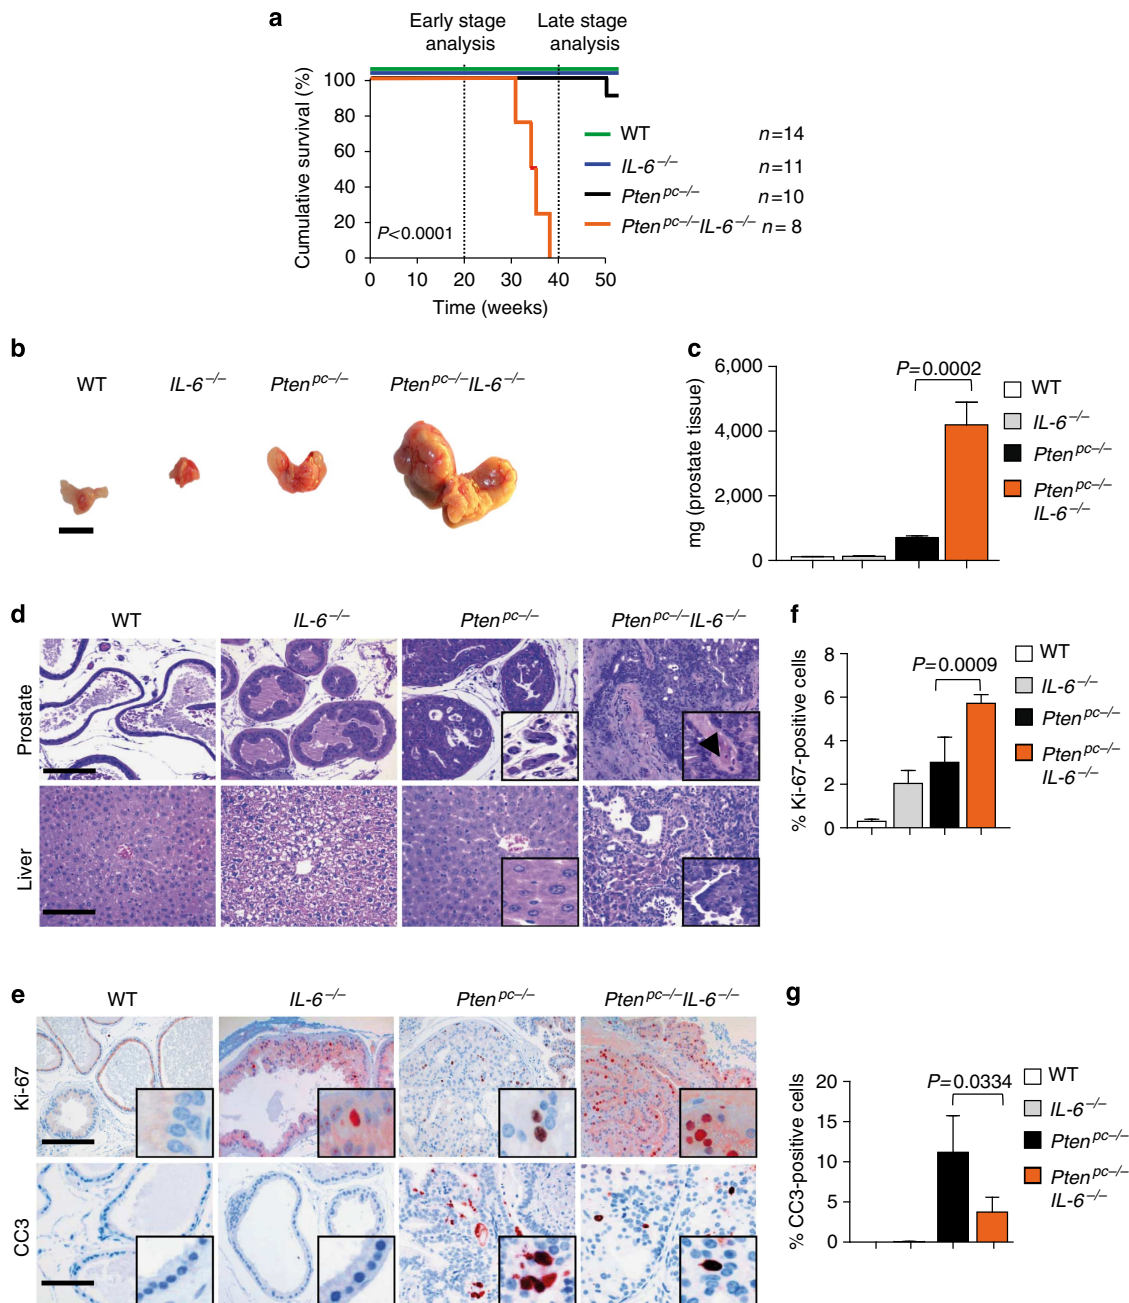 a
Early stage analysis
Late stage analysis
Cumulative survival (%)
100
80
60
40
20
0
P<0.0001
0 10 20 30 40 50
Time (weeks)
WT n=14
IL-6–/– n=11
Ptenpc–/– n=10
Ptenpc–/–IL-6–/– n= 8
b
WT IL-6–/– Ptenpc–/– Ptenpc–/–IL-6–/–
c
mg (prostate tissue)
6,000
4,000
2,000
0
P=0.0002
WT
IL-6–/–
Ptenpc–/–
Ptenpc–/–
IL-6–/–
d
WT IL-6–/– Ptenpc–/– Ptenpc–/–IL-6–/–
Prostate
Liver
f
% Ki-67-positive cells
8
6
4
2
0
P=0.0009
WT
IL-6–/–
Ptenpc–/–
Ptenpc–/–
IL-6–/–
e
WT IL-6–/– Ptenpc–/– Ptenpc–/–IL-6–/–
Ki-67
CC3
g
% CC3-positive cells
20
15
10
5
0
P=0.0334
WT
IL-6–/–
Ptenpc–/–
Ptenpc–/–
IL-6–/–